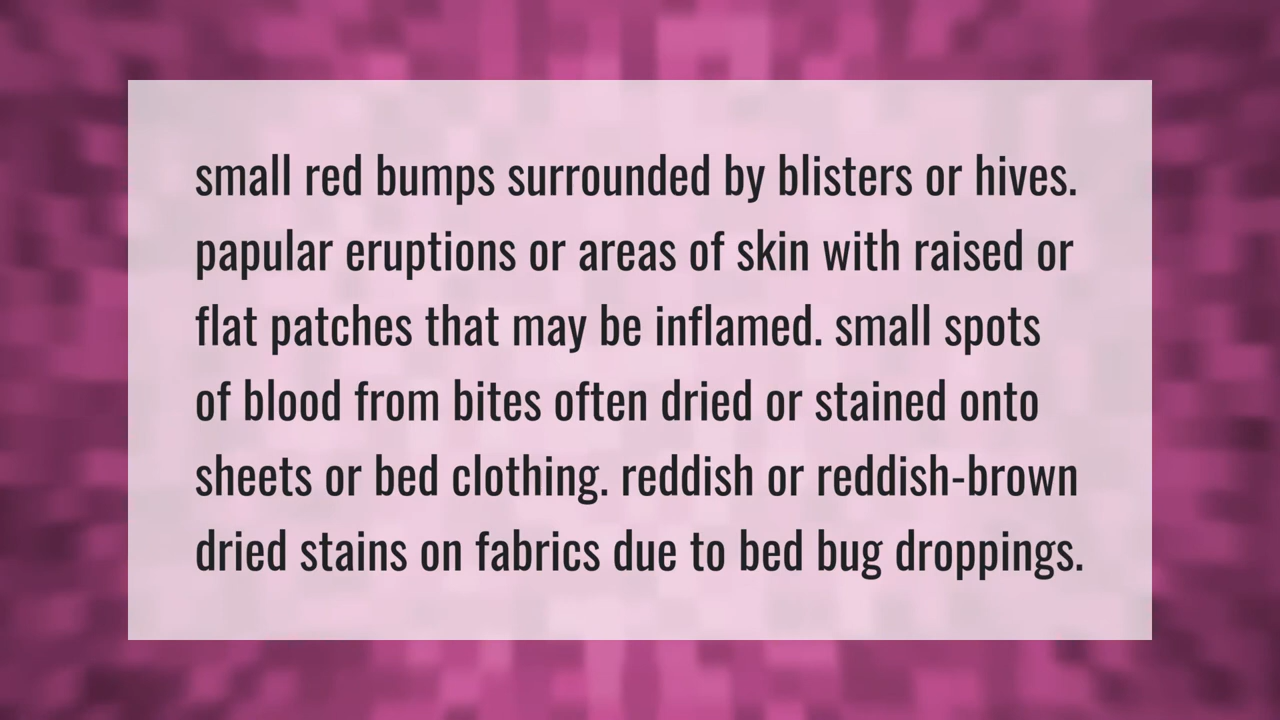 small red bumps surrounded by blisters or hives.
papular eruptions or areas of skin with raised or
flat patches that may be inflamed. small spots
of blood from bites often dried or stained onto
sheets or bed clothing. reddish or reddish-brown
dried stains on fabrics due to bed bug droppings.